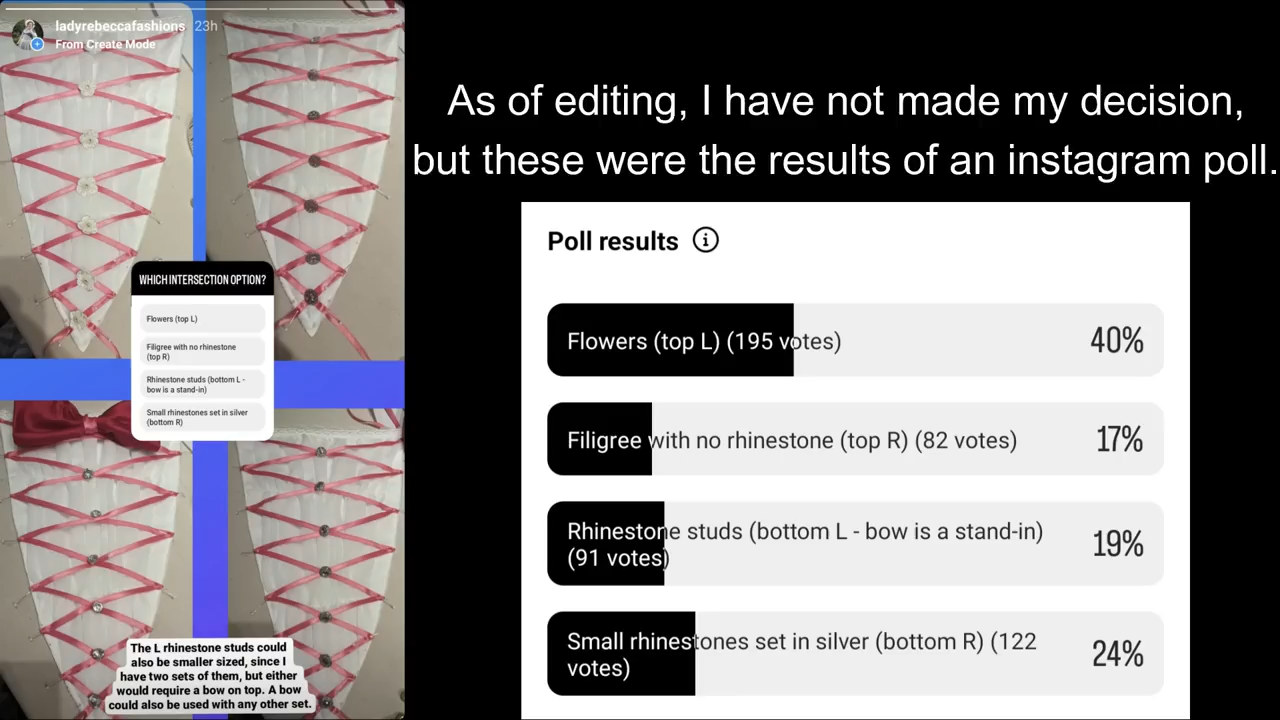 ladyrebeccafashions 23h
From Create Mode
WHICH INTERSECTION OPTION?
Flowers (top L)
Filigree with no rhinestone
(top R)
Rhinestone studs (bottom L -
bow is a stand-in)
Small rhinestones set in silver
(bottom R)
The L rhinestone studs could
also be smaller sized, since I
have two sets of them, but either
would require a bow on top. A bow
could also be used with any other set.
As of editing, I have not made my decision,
but these were the results of an instagram poll.
Poll results
Flowers (top L) (195 votes) 40%
Filigree with no rhinestone (top R) (82 votes) 17%
Rhinestone studs (bottom L - bow is a stand-in)
(91 votes) 19%
Small rhinestones set in silver (bottom R) (122
votes) 24%